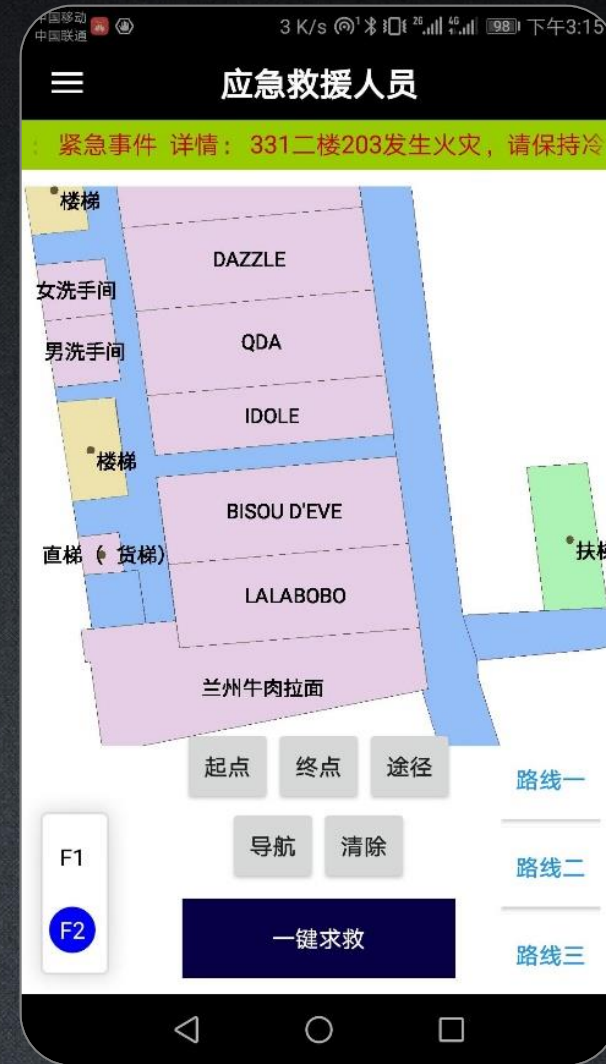 中国移动
中国联通
3 K/s
26
46
98
下午3:15
应急救援人员
紧急事件 详情：331二楼203发生火灾，请保持冷
楼梯
DAZZLE
女洗手间
QDA
男洗手间
IDOLE
楼梯
BISOU D'EVE
直梯（货梯）
扶梯
LALABOBO
兰州牛肉拉面
起点 终点 途径
路线一
导航 清除
F1
路线二
F2
一键求救
路线三